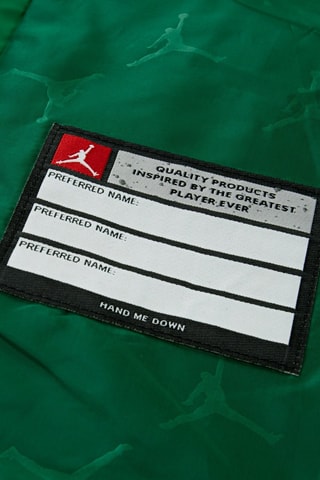 QUALITY PRODUCTS
INSPIRED BY THE GREATEST
PLAYER EVER
PREFERRED NAME:
PREFERRED NAME:
PREFERRED NAME:
HAND ME DOWN